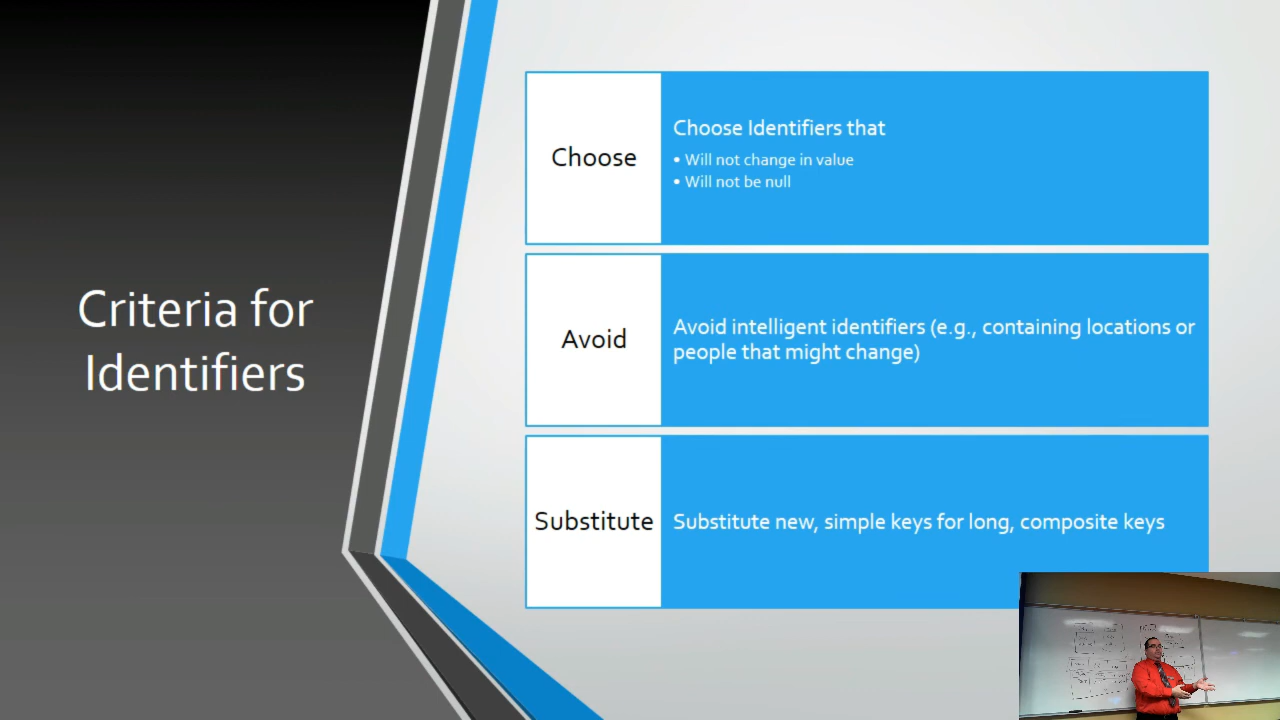 Criteria for
Identifiers
Choose
Choose Identifiers that
• Will not change in value
• Will not be null
Avoid
Avoid intelligent identifiers (e.g., containing locations or
people that might change)
Substitute
Substitute new, simple keys for long, composite keys